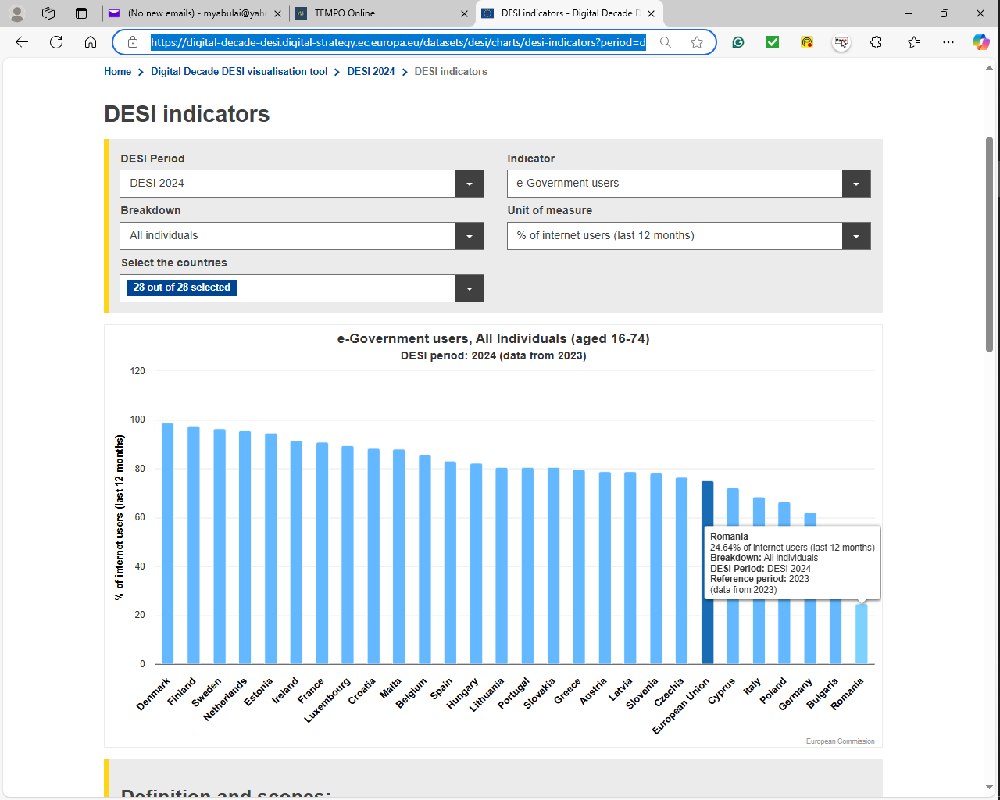 (No new emails) - myabulai@yah
TEMPO Online
DESI indicators - Digital Decade D
https://digital-decade-desi.digital-strategy.ec.europa.eu/datasets/desi/charts/desi-indicators?period=d
Home > Digital Decade DESI visualisation tool > DESI 2024 > DESI indicators
DESI indicators
DESI Period
Indicator
DESI 2024
e-Government users
Breakdown
Unit of measure
All individuals
% of internet users (last 12 months)
Select the countries
28 out of 28 selected
e-Government users, All Individuals (aged 16-74)
DESI period: 2024 (data from 2023)
% of internet users (last 12 months)
120
100
80
60
40
20
0
Romania
24.64% of internet users (last 12 months)
Breakdown: All individuals
DESI Period: DESI 2024
Reference period: 2023
(data from 2023)
Denmark
Finland
Sweden
Netherlands
Estonia
Ireland
France
Luxembourg
Croatia
Malta
Belgium
Spain
Hungary
Lithuania
Portugal
Slovakia
Greece
Austria
Latvia
Slovenia
Czechia
European Union
Cyprus
Italy
Poland
Germany
Bulgaria
Romania
European Commission
Definition and scopes: